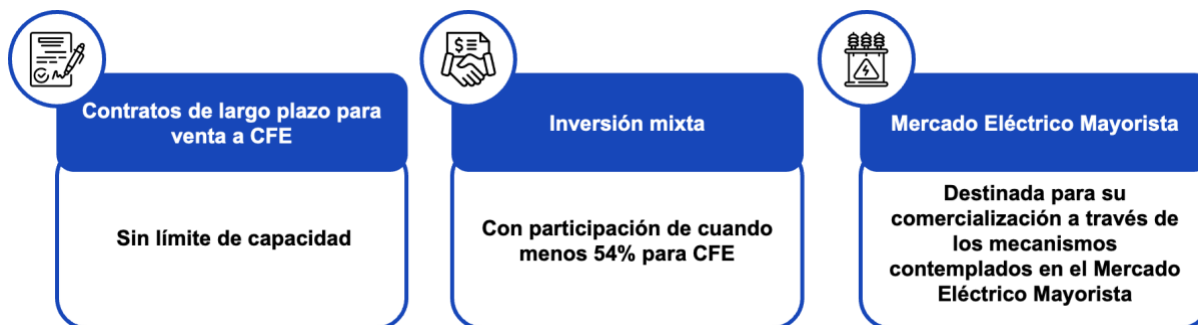 Contratos de largo plazo para
venta a CFE
Sin límite de capacidad
Inversión mixta
Con participación de cuando
menos 54% para CFE
Mercado Eléctrico Mayorista
Destinada para su
comercialización a través de
los mecanismos
contemplados en el Mercado
Eléctrico Mayorista